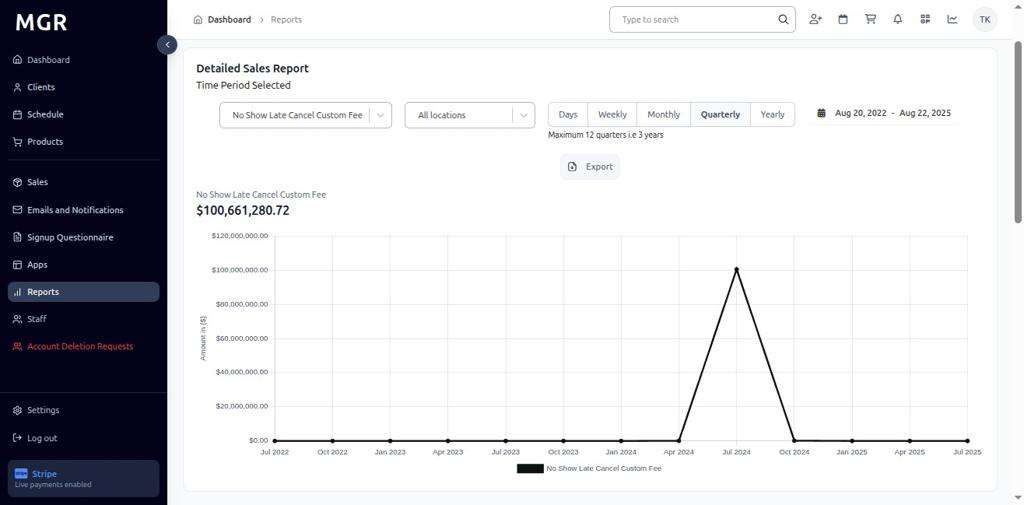 MGR
Dashboard
Clients
Schedule
Products
Sales
Emails and Notifications
Signup Questionnaire
Apps
Reports
Staff
Account Deletion Requests
Settings
Log out
Stripe
Live payments enabled
Dashboard > Reports
Type to search
TK
Detailed Sales Report
Time Period Selected
No Show Late Cancel Custom Fee
All locations
Days Weekly Monthly Quarterly Yearly
Aug 20, 2022 - Aug 22, 2025
Maximum 12 quarters i.e 3 years
Export
No Show Late Cancel Custom Fee
$100,661,280.72
Amount in ($)
$120,000,000.00
$100,000,000.00
$80,000,000.00
$60,000,000.00
$40,000,000.00
$20,000,000.00
$0.00
Jul 2022 Oct 2022 Jan 2023 Apr 2023 Jul 2023 Oct 2023 Jan 2024 Apr 2024 Jul 2024 Oct 2024 Jan 2025 Apr 2025 Jul 2025
No Show Late Cancel Custom Fee